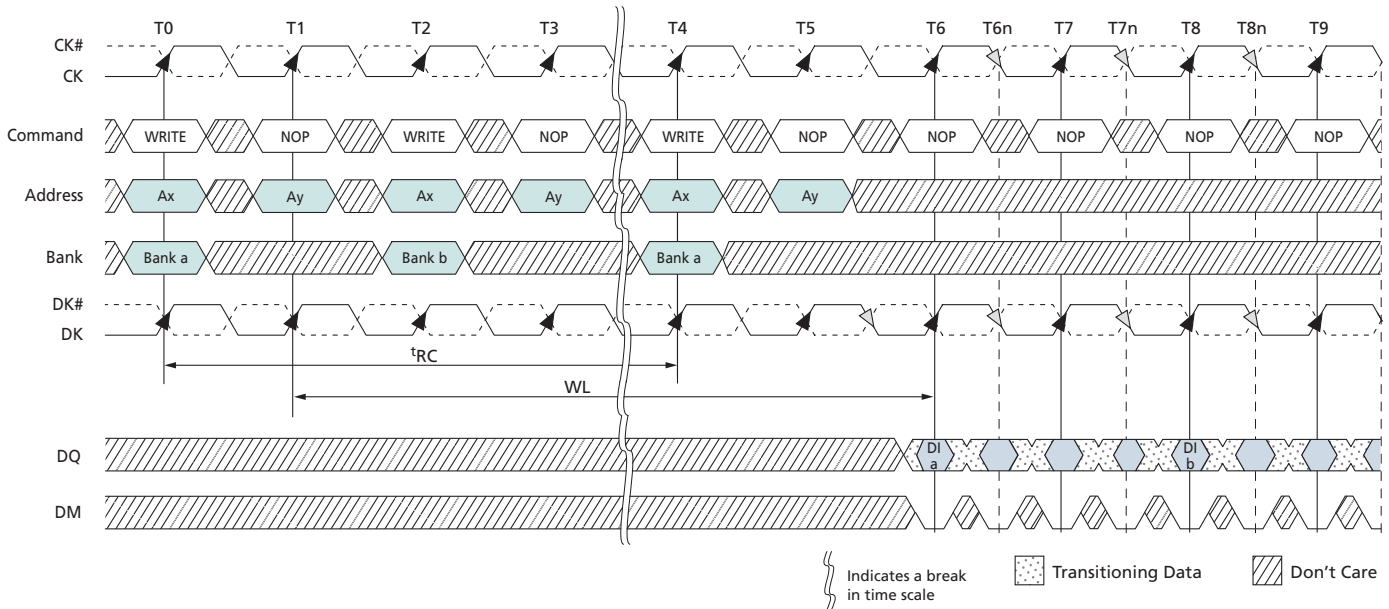 T0 T1 T2 T3 T4 T5 T6 T6n T7 T7n T8 T8n T9
CK#
CK
Command WRITE NOP WRITE NOP WRITE NOP NOP NOP NOP NOP
Address Ax Ay Ax Ay Ax Ay
Bank Bank a Bank b Bank a
DK#
DK
tRC
WL
DQ DI a DI b
DM
Indicates a break
in time scale
Transitioning Data
Don't Care